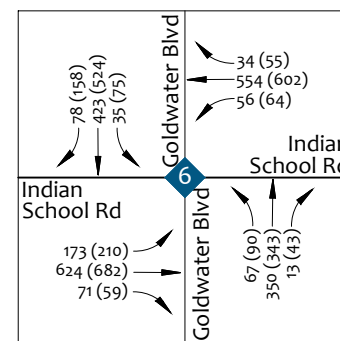 78 (158)
423 (524)
35 (75)
Goldwater Blvd
34 (55)
554 (602)
56 (64)
6
Indian
School Rd
Indian
School Rd
173 (210)
624 (682)
71 (59)
Goldwater Blvd
67 (90)
350 (343)
13 (43)